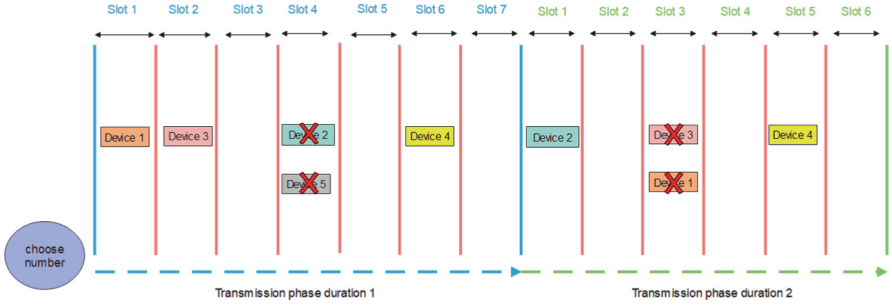 Slot 1 Slot 2 Slot 3 Slot 4 Slot 5 Slot 6 Slot 7 Slot 1 Slot 2 Slot 3 Slot 4 Slot 5 Slot 6
Device 1 Device 3 Device 2 Device 4 Device 2 Device 3 Device 4
Device 5 Device 1
choose
number
Transmission phase duration 1 Transmission phase duration 2